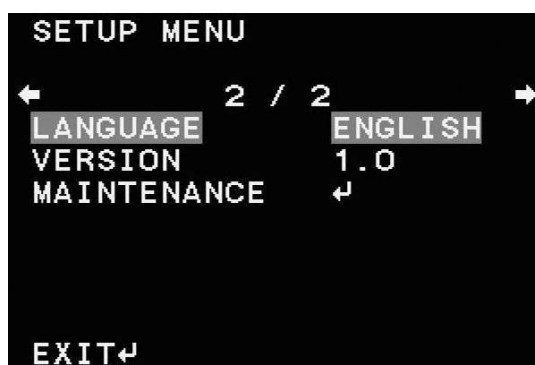 SETUP MENU
← 2 / 2 →
LANGUAGE ENGLISH
VERSION 1.0
MAINTENANCE ↵
EXIT↵